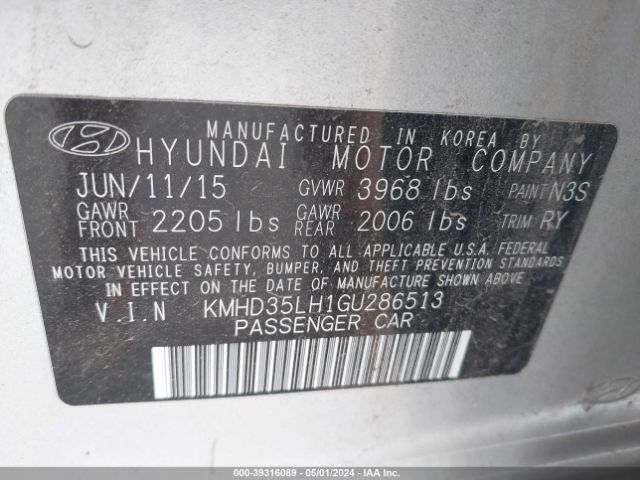 MANUFACTURED IN KOREA BY
HYUNDAI MOTOR COMPANY
JUN/11/15 GVWR 3968 lbs PAINT N3S
GAWR FRONT 2205 lbs GAWR REAR 2006 lbs TRIM RY
THIS VEHICLE CONFORMS TO ALL APPLICABLE U.S.A. FEDERAL
MOTOR VEHICLE SAFETY, BUMPER, AND THEFT PREVENTION STANDARDS
IN EFFECT ON THE DATE OF MANUFACTURE SHOWN ABOVE.
V.I.N KMHD35LH1GU286513
PASSENGER CAR
000-39316089 - 05/01/2024 - IAA Inc.